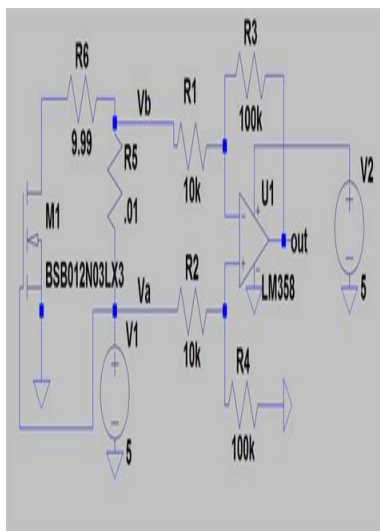 R6
9.99
Vb
R1
10k
R3
100k
R5
.01
M1
BSB012N03LX3
U1
V2
out
LM358
5
Va
R2
10k
V1
5
R4
100k